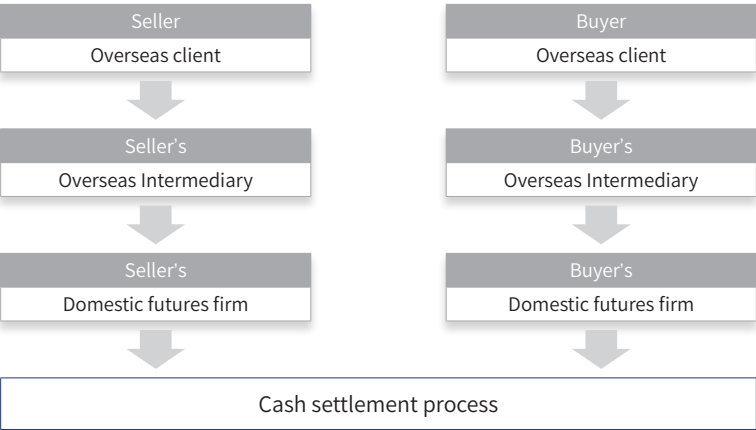 Seller
Overseas client
Buyer
Overseas client
Seller's
Overseas Intermediary
Buyer's
Overseas Intermediary
Seller's
Domestic futures firm
Buyer's
Domestic futures firm
Cash settlement process